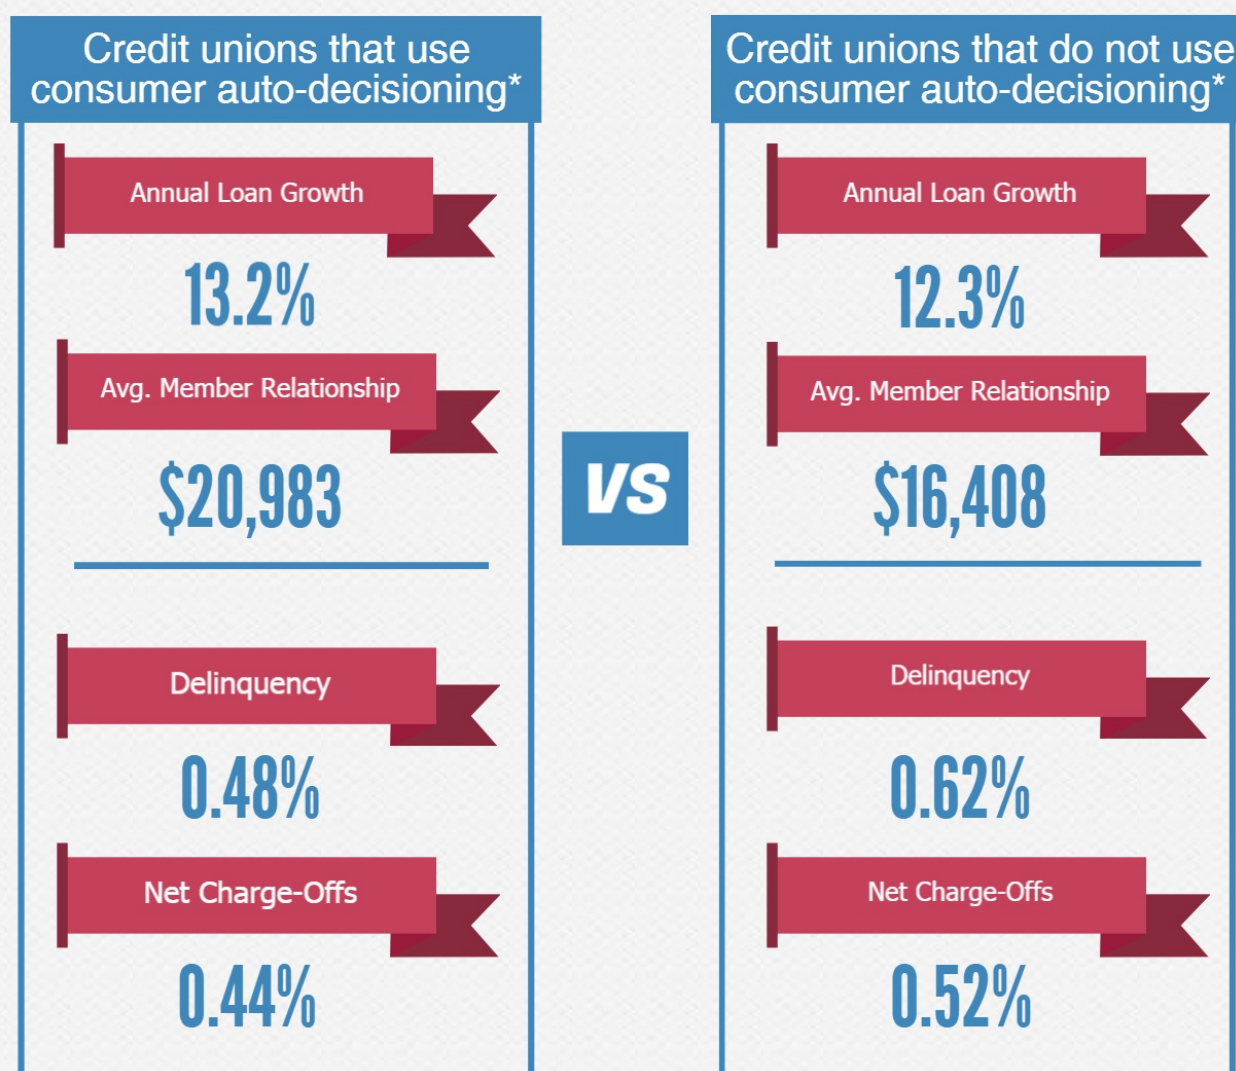 Credit unions that use
consumer auto-decisioning*
Annual Loan Growth
13.2%
Avg. Member Relationship
$20,983
Delinquency
0.48%
Net Charge-Offs
0.44%
VS
Credit unions that do not use
consumer auto-decisioning*
Annual Loan Growth
12.3%
Avg. Member Relationship
$16,408
Delinquency
0.62%
Net Charge-Offs
0.52%